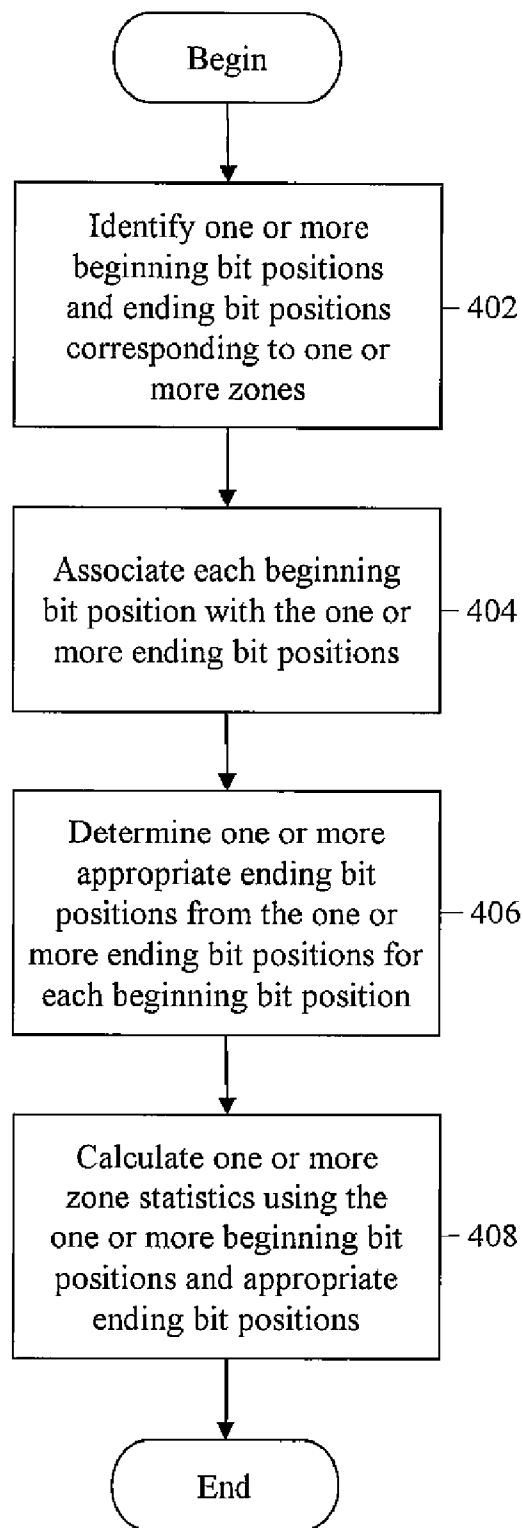 Begin
Identify one or more
beginning bit positions
and ending bit positions
corresponding to one or
more zones
402
Associate each beginning
bit position with the one or
more ending bit positions
404
Determine one or more
appropriate ending bit
positions from the one or
more ending bit positions for
each beginning bit position
406
Calculate one or more
zone statistics using the
one or more beginning bit
positions and appropriate
ending bit positions
408
End